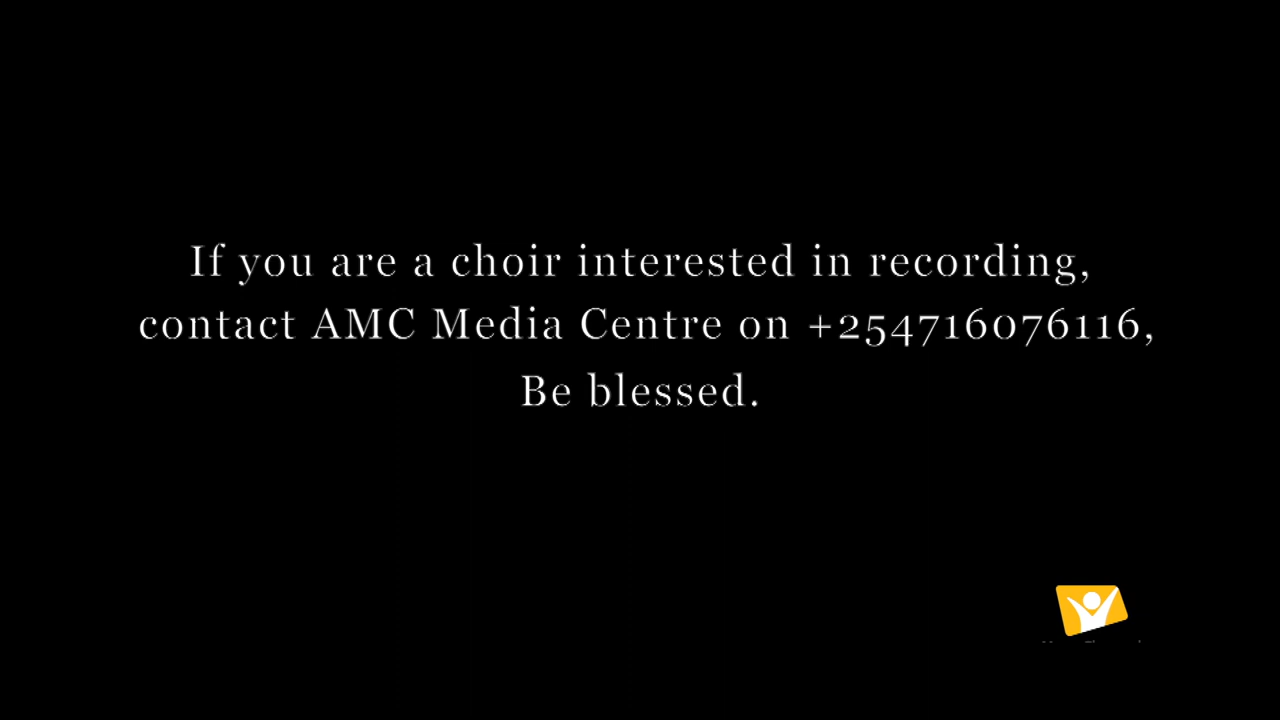 If you are a choir interested in recording,
contact AMC Media Centre on +254716076116,
Be blessed.